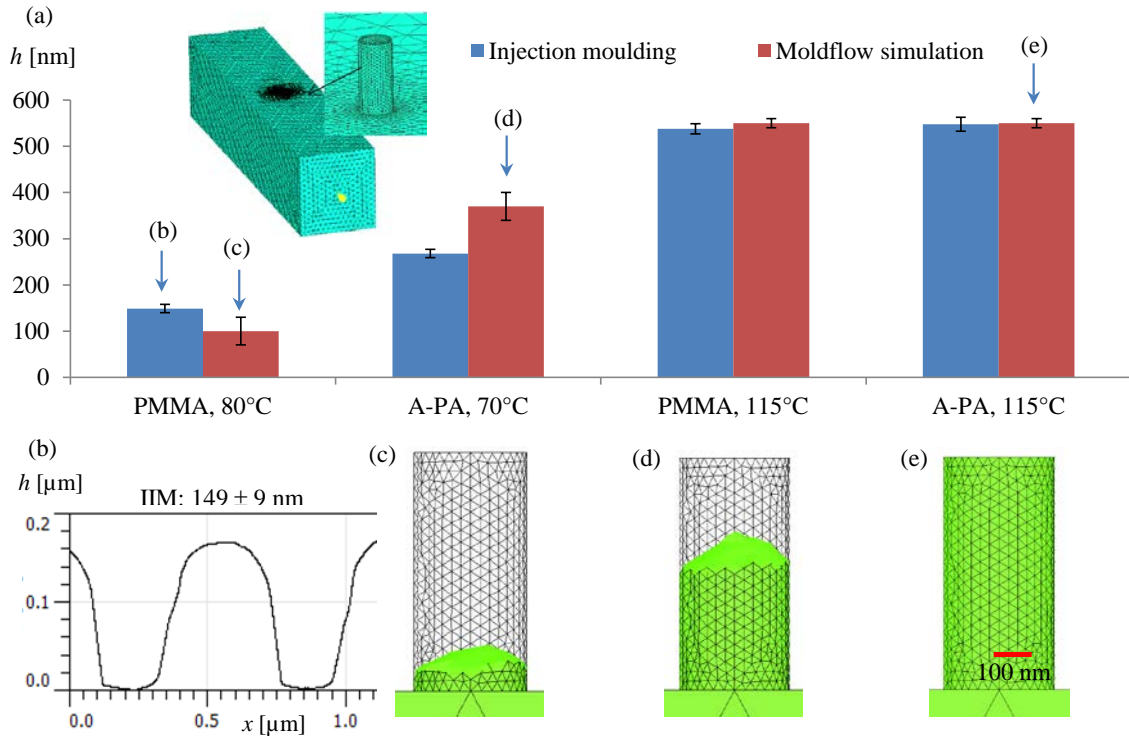 (a)
h [nm]
Injection moulding
Moldflow simulation
(e)
(d)
(b)
(c)
600
500
400
300
200
100
0
PMMA, 80°C
A-PA, 70°C
PMMA, 115°C
A-PA, 115°C
(b)
h [µm]
IIM: 149 ± 9 nm
0.2
0.1
0.0
0.0 0.5 1.0
x [µm]
(c)
(d)
(e)
100 nm